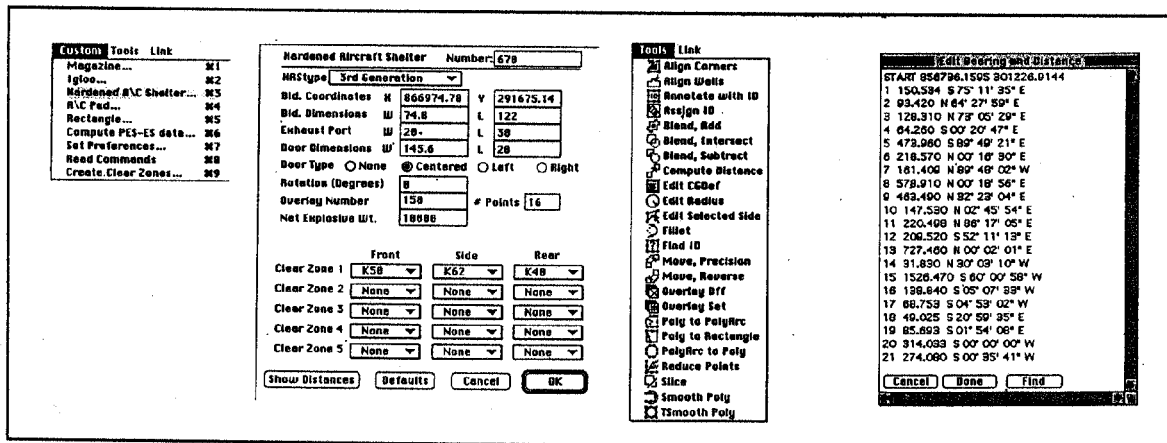 Custom Tools Link
Magazine... ⌘1
Igloo... ⌘2
Hardened A\C Shelter... ⌘3
A\C Pad... ⌘4
Rectangle... ⌘5
Compute PES-ES data... ⌘6
Set Preferences... ⌘7
Read Commands ⌘8
Create Clear Zones... ⌘9
Hardened Aircraft Shelter Number: 678
HAStype 3rd Generation
Bld. Coordinates X 866974.78 Y 291675.14
Bld. Dimensions W 74.8 L 122
Exhaust Port W 20 L 30
Door Dimensions W 145.6 L 20
Door Type None Centered Left Right
Rotation (Degrees) 0
Overlay Number 150 # Points 16
Net Explosive Wt. 10000
Front Side Rear
Clear Zone 1 K50 K62 K40
Clear Zone 2 None None None
Clear Zone 3 None None None
Clear Zone 4 None None None
Clear Zone 5 None None None
Show Distances Defaults Cancel OK
Tools Link
Align Corners
Align Walls
Annotate with ID
Assign ID
Blend, Add
Blend, Intersect
Blend, Subtract
Compute Distance
Edit CGDef
Edit Radius
Edit Selected Side
Fillet
Find ID
Move, Precision
Move, Reverse
Overlay Off
Overlay Set
Poly to PolyArc
Poly to Rectangle
PolyArc to Poly
Reduce Points
Slice
Smooth Poly
TSmooth Poly
Edit Bearing and Distance
START 856796.1595 301226.9144
1 150.534 S 75° 11' 35" E
2 93.420 N 64° 27' 59" E
3 128.310 N 73° 05' 29" E
4 64.260 S 00° 20' 47" E
5 473.960 S 89° 49' 21" E
6 218.570 N 00° 16' 30" E
7 161.409 N 89° 48' 02" W
8 578.910 N 00° 18' 56" E
9 463.490 N 82° 23' 04" E
10 147.530 N 02° 45' 54" E
11 220.498 N 86° 17' 05" E
12 209.520 S 52° 11' 13" E
13 727.460 N 00° 02' 01" E
14 31.830 N 30° 03' 10" W
15 1526.470 S 60° 00' 58" W
16 139.840 S 05° 07' 33" W
17 68.753 S 04° 53' 02" W
18 49.025 S 20° 59' 35" E
19 85.693 S 01° 54' 08" E
20 314.033 S 00° 00' 00" W
21 274.080 S 00° 35' 41" W
Cancel Done Find